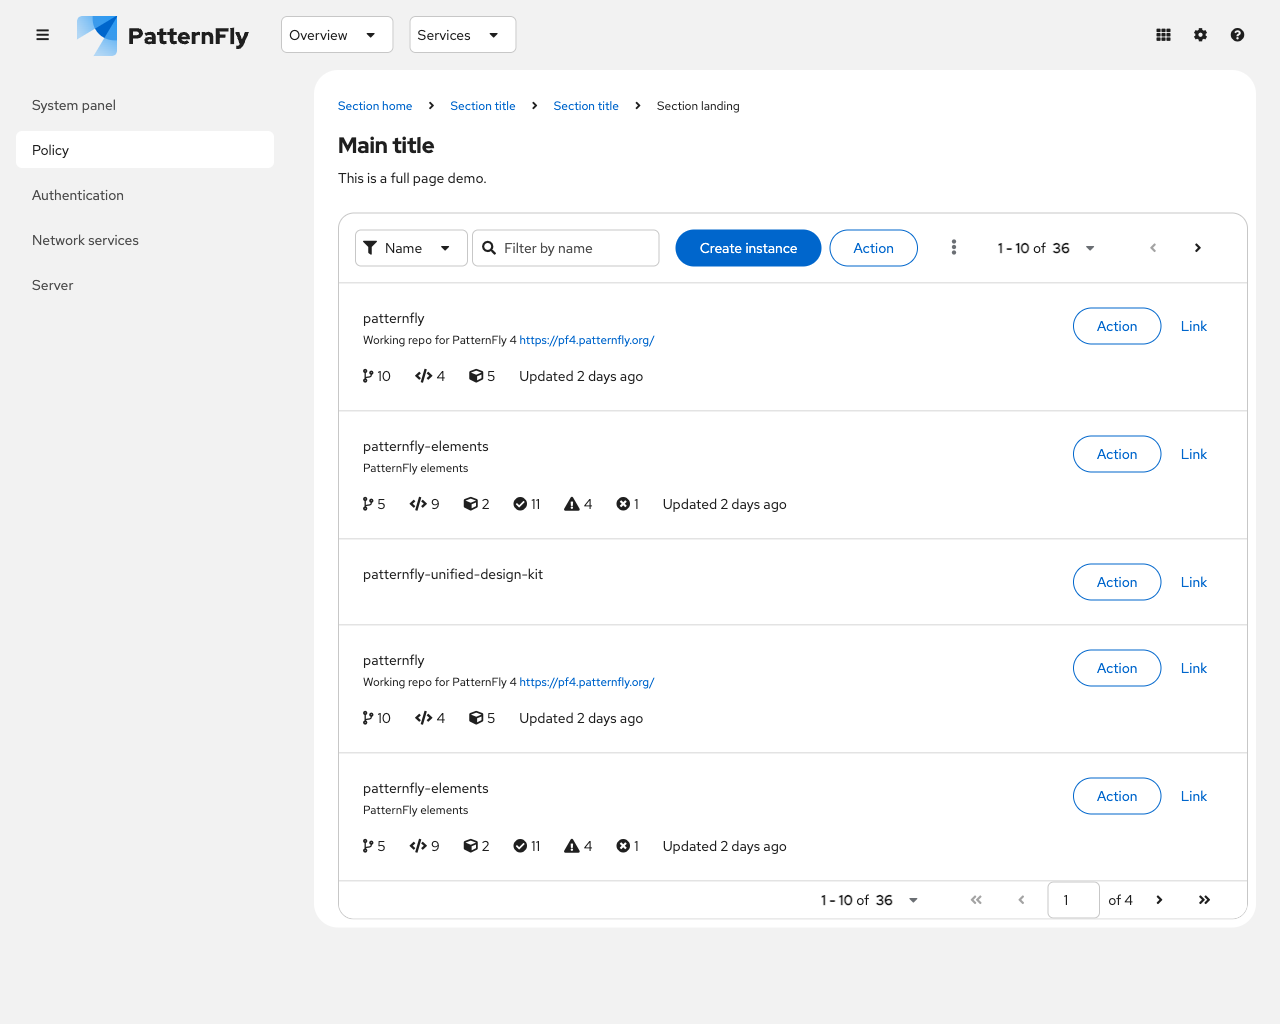 PatternFly Overview Services
System panel
Policy
Authentication
Network services
Server
Section home Section title Section title Section landing
Main title
This is a full page demo.
Name Filter by name Create instance Action 1 - 10 of 36
patternfly
Working repo for PatternFly 4 https://pf4.patternfly.org/
10 4 5 Updated 2 days ago
Action Link
patternfly-elements
PatternFly elements
5 9 2 11 4 1 Updated 2 days ago
Action Link
patternfly-unified-design-kit
Action Link
patternfly
Working repo for PatternFly 4 https://pf4.patternfly.org/
10 4 5 Updated 2 days ago
Action Link
patternfly-elements
PatternFly elements
5 9 2 11 4 1 Updated 2 days ago
Action Link
1 - 10 of 36 1 of 4